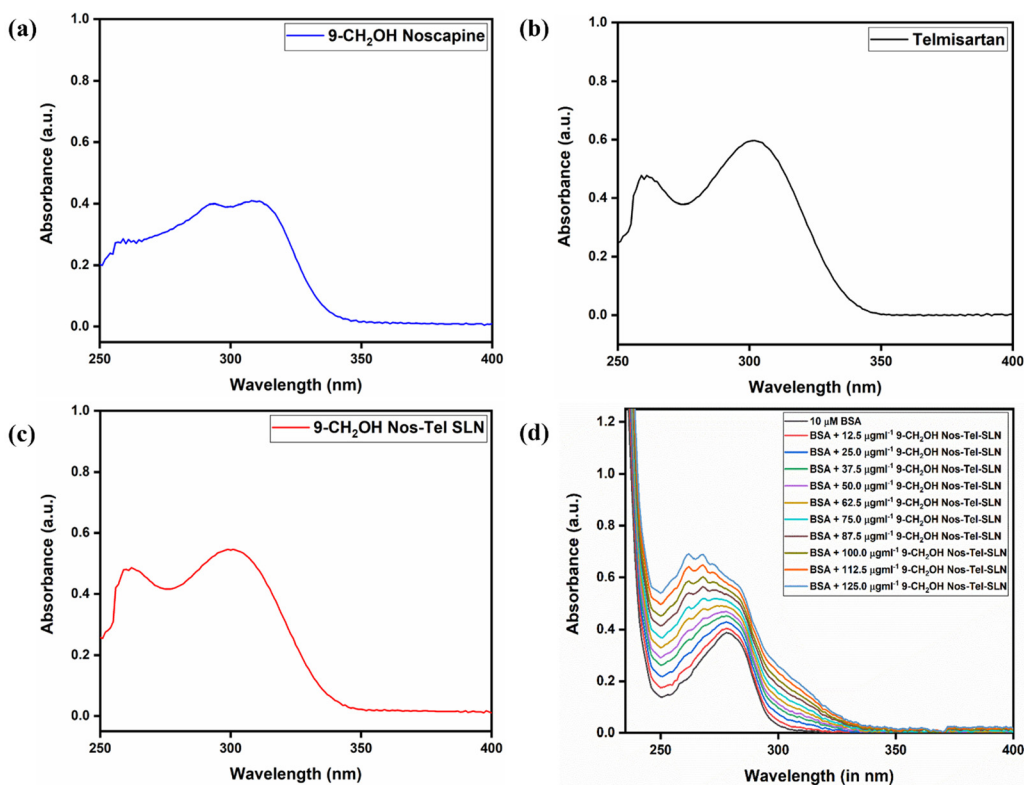 (a)
1.0
0.8
0.6
0.4
0.2
0.0
Absorbance (a.u.)
9-CH₂OH Noscapine
250
300
350
400
Wavelength (nm)
(b)
1.0
0.8
0.6
0.4
0.2
0.0
Absorbance (a.u.)
Telmisartan
250
300
350
400
Wavelength (nm)
(c)
1.0
0.8
0.6
0.4
0.2
0.0
Absorbance (a.u.)
9-CH₂OH Nos-Tel SLN
250
300
350
400
Wavelength (nm)
(d)
1.2
1.0
0.8
0.6
0.4
0.2
0.0
Absorbance (a.u.)
10 μM BSA
BSA + 12.5 μgml⁻¹ 9-CH₂OH Nos-Tel-SLN
BSA + 25.0 μgml⁻¹ 9-CH₂OH Nos-Tel-SLN
BSA + 37.5 μgml⁻¹ 9-CH₂OH Nos-Tel-SLN
BSA + 50.0 μgml⁻¹ 9-CH₂OH Nos-Tel-SLN
BSA + 62.5 μgml⁻¹ 9-CH₂OH Nos-Tel-SLN
BSA + 75.0 μgml⁻¹ 9-CH₂OH Nos-Tel-SLN
BSA + 87.5 μgml⁻¹ 9-CH₂OH Nos-Tel-SLN
BSA + 100.0 μgml⁻¹ 9-CH₂OH Nos-Tel-SLN
BSA + 112.5 μgml⁻¹ 9-CH₂OH Nos-Tel-SLN
BSA + 125.0 μgml⁻¹ 9-CH₂OH Nos-Tel-SLN
250
300
350
400
Wavelength (in nm)